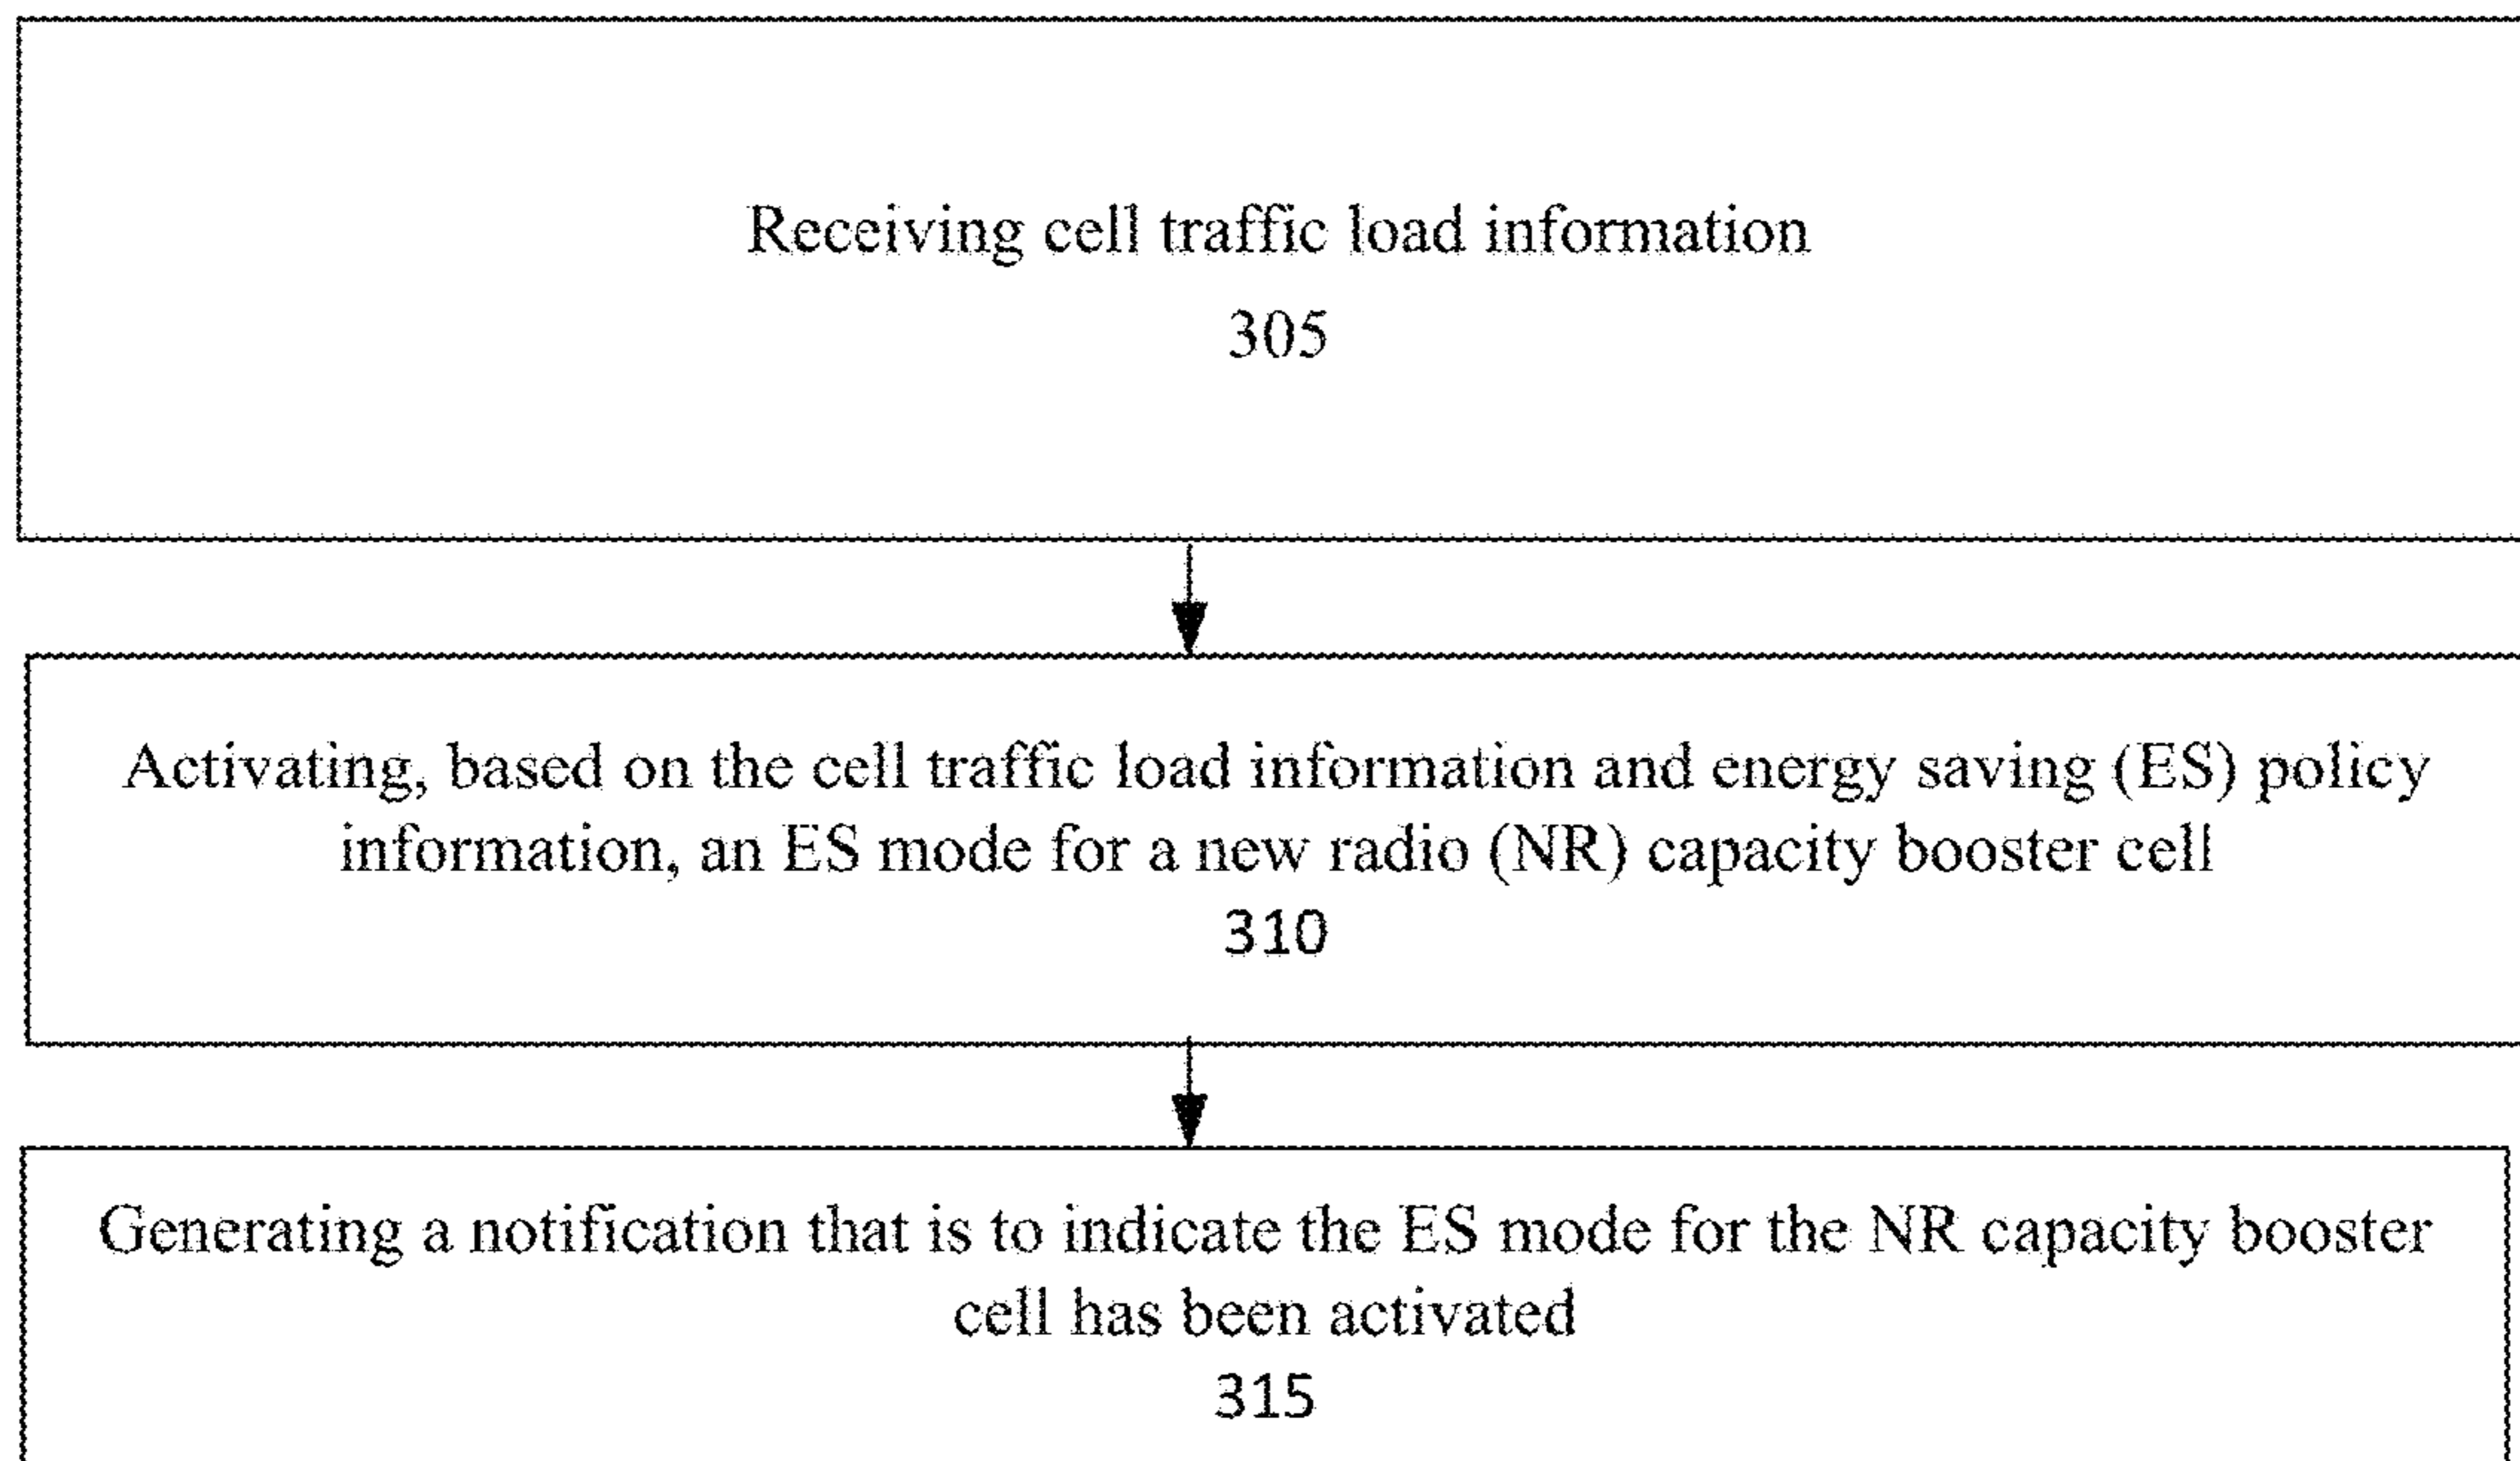 Receiving cell traffic load information
305
Activating, based on the cell traffic load information and energy saving (ES) policy
information, an ES mode for a new radio (NR) capacity booster cell
310
Generating a notification that is to indicate the ES mode for the NR capacity booster
cell has been activated
315